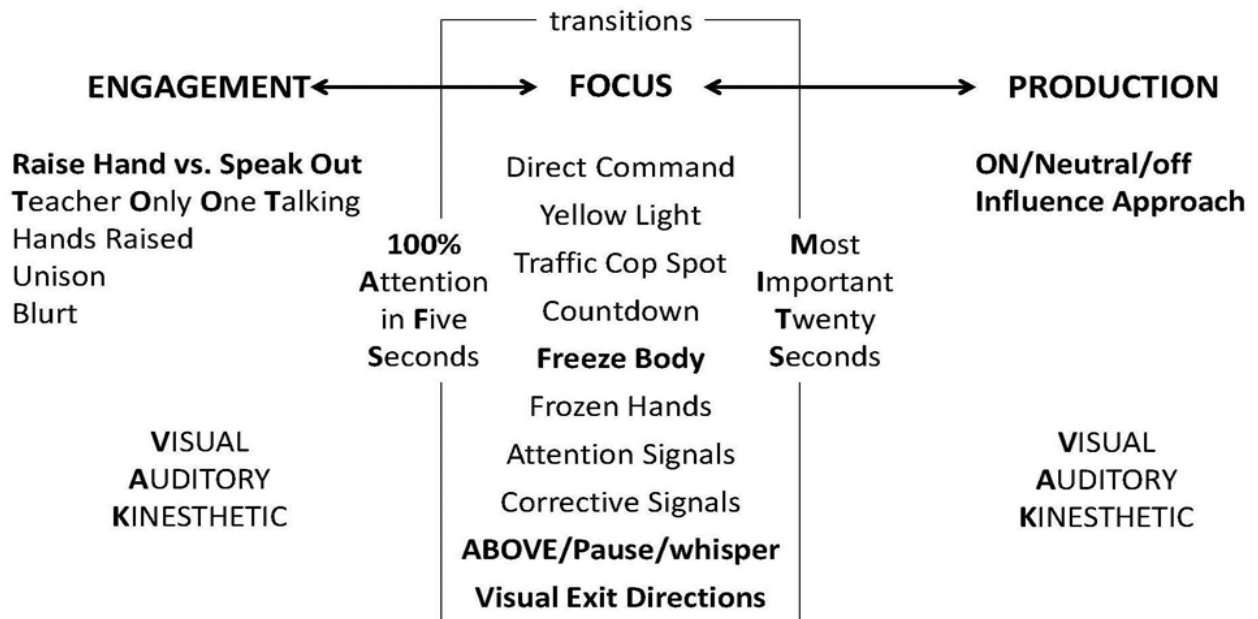 transitions
ENGAGEMENT
FOCUS
PRODUCTION
Raise Hand vs. Speak Out
Teacher Only One Talking
Hands Raised
Unison
Blurt
VISUAL
AUDITORY
KINESTHETIC
100%
Attention
in Five
Seconds
Direct Command
Yellow Light
Traffic Cop Spot
Countdown
Freeze Body
Frozen Hands
Attention Signals
Corrective Signals
ABOVE/Pause/whisper
Visual Exit Directions
Most
Important
Twenty
Seconds
ON/Neutral/off
Influence Approach
VISUAL
AUDITORY
KINESTHETIC